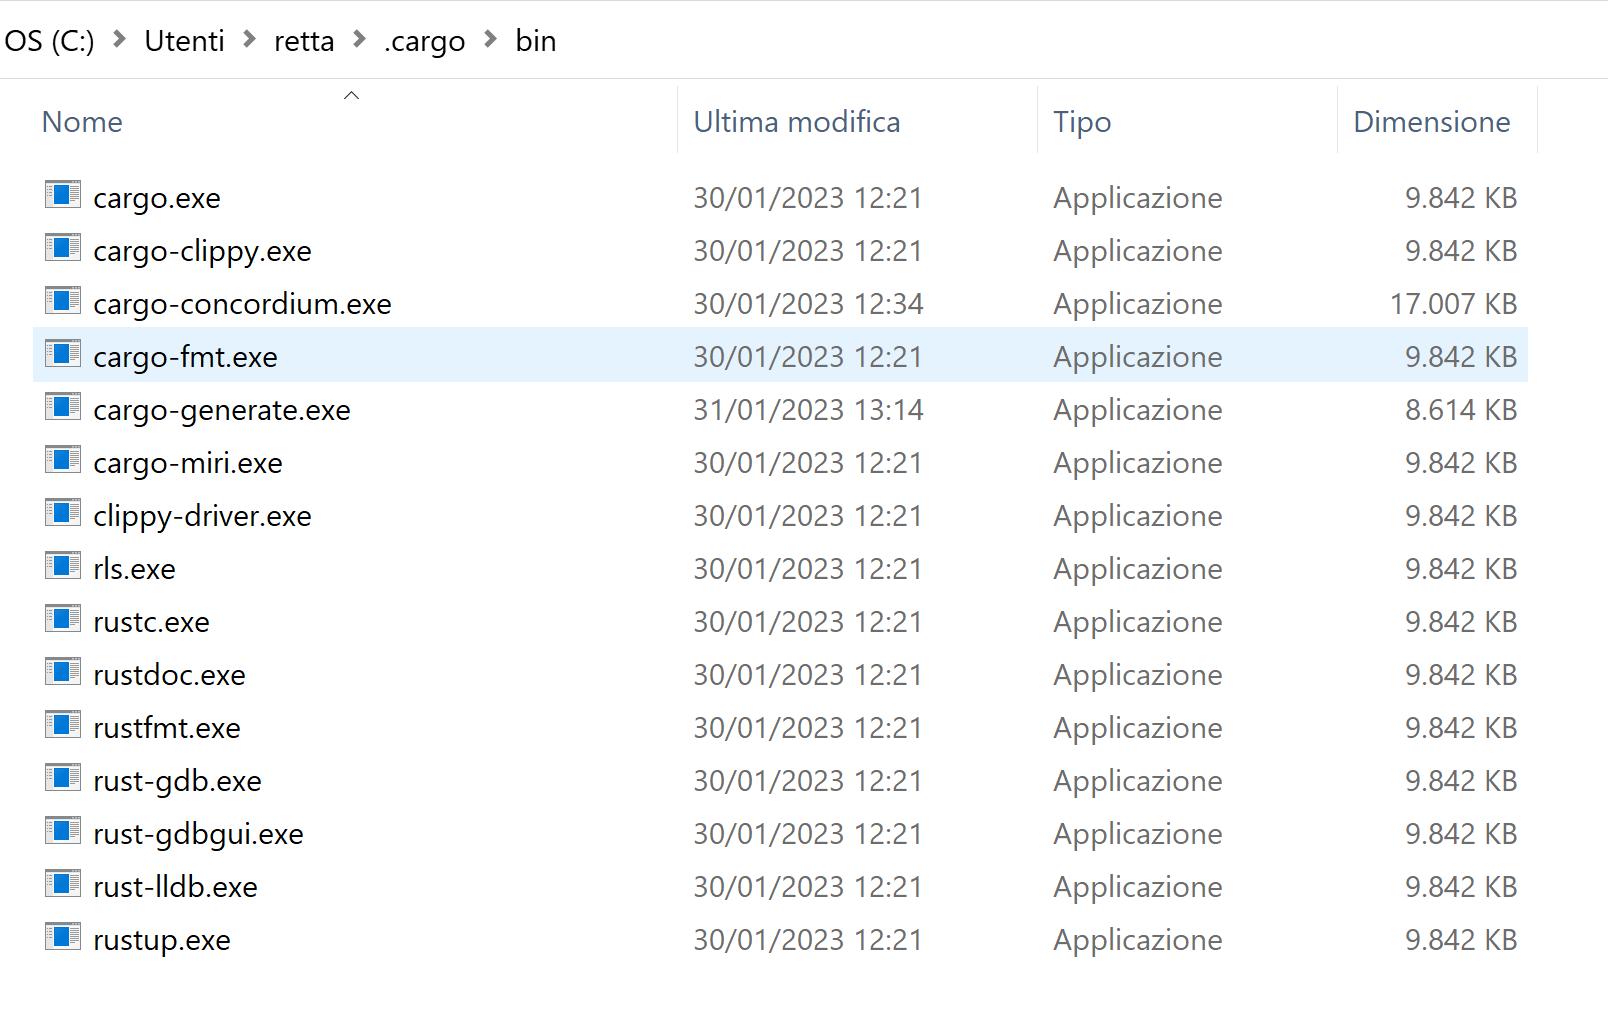 OS (C:) > Utenti > retta > .cargo > bin
Nome Ultima modifica Tipo Dimensione
cargo.exe 30/01/2023 12:21 Applicazione 9.842 KB
cargo-clippy.exe 30/01/2023 12:21 Applicazione 9.842 KB
cargo-concordium.exe 30/01/2023 12:34 Applicazione 17.007 KB
cargo-fmt.exe 30/01/2023 12:21 Applicazione 9.842 KB
cargo-generate.exe 31/01/2023 13:14 Applicazione 8.614 KB
cargo-miri.exe 30/01/2023 12:21 Applicazione 9.842 KB
clippy-driver.exe 30/01/2023 12:21 Applicazione 9.842 KB
rls.exe 30/01/2023 12:21 Applicazione 9.842 KB
rustc.exe 30/01/2023 12:21 Applicazione 9.842 KB
rustdoc.exe 30/01/2023 12:21 Applicazione 9.842 KB
rustfmt.exe 30/01/2023 12:21 Applicazione 9.842 KB
rust-gdb.exe 30/01/2023 12:21 Applicazione 9.842 KB
rust-gdbgui.exe 30/01/2023 12:21 Applicazione 9.842 KB
rust-lldb.exe 30/01/2023 12:21 Applicazione 9.842 KB
rustup.exe 30/01/2023 12:21 Applicazione 9.842 KB